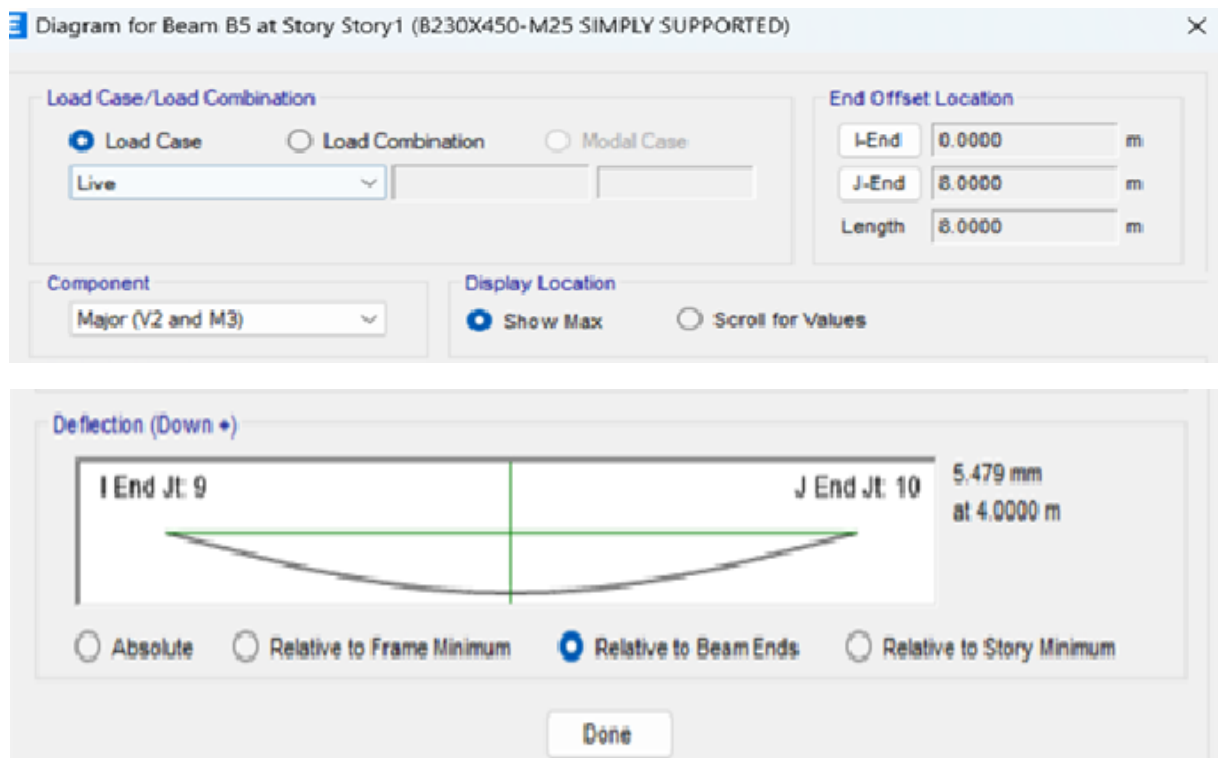 Diagram for Beam B5 at Story Story1 (B230X450-M25 SIMPLY SUPPORTED)
Load Case/Load Combination
End Offset Location
Load Case
Load Combination
Modal Case
I-End
0.0000
m
Live
J-End
8.0000
m
Length
8.0000
m
Component
Display Location
Major (V2 and M3)
Show Max
Scroll for Values
Deflection (Down +)
I End Jt: 9
J End Jt: 10
5.479 mm
at 4.0000 m
Absolute
Relative to Frame Minimum
Relative to Beam Ends
Relative to Story Minimum
Done